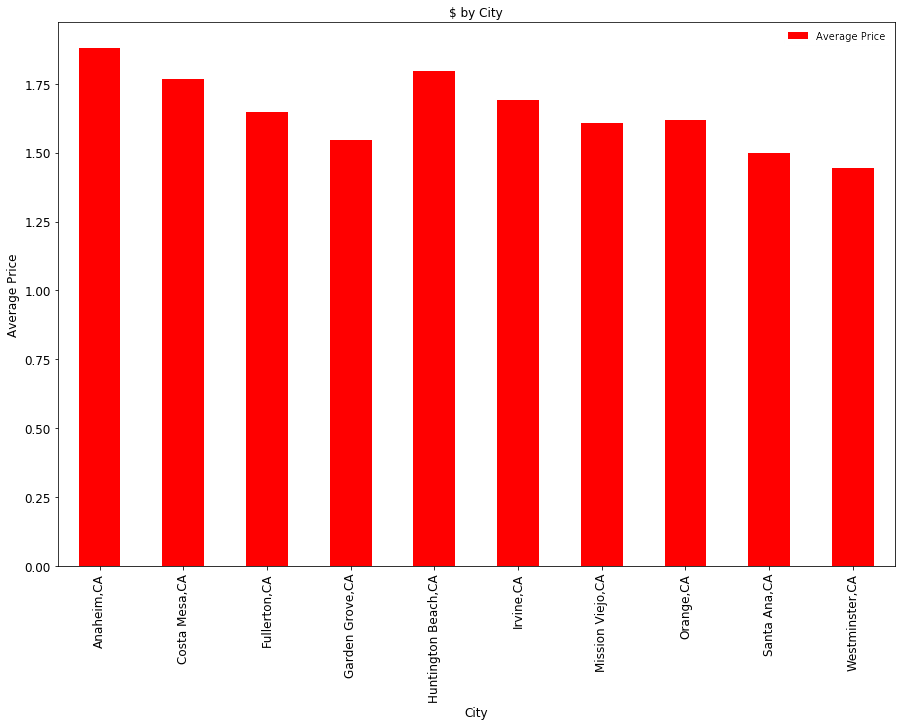 $ by City
Average Price
1.75
1.50
1.25
1.00
0.75
0.50
0.25
0.00
Average Price
Anaheim,CA
Costa Mesa,CA
Fullerton,CA
Garden Grove,CA
Huntington Beach,CA
Irvine,CA
Mission Viejo,CA
Orange,CA
Santa Ana,CA
Westminster,CA
City